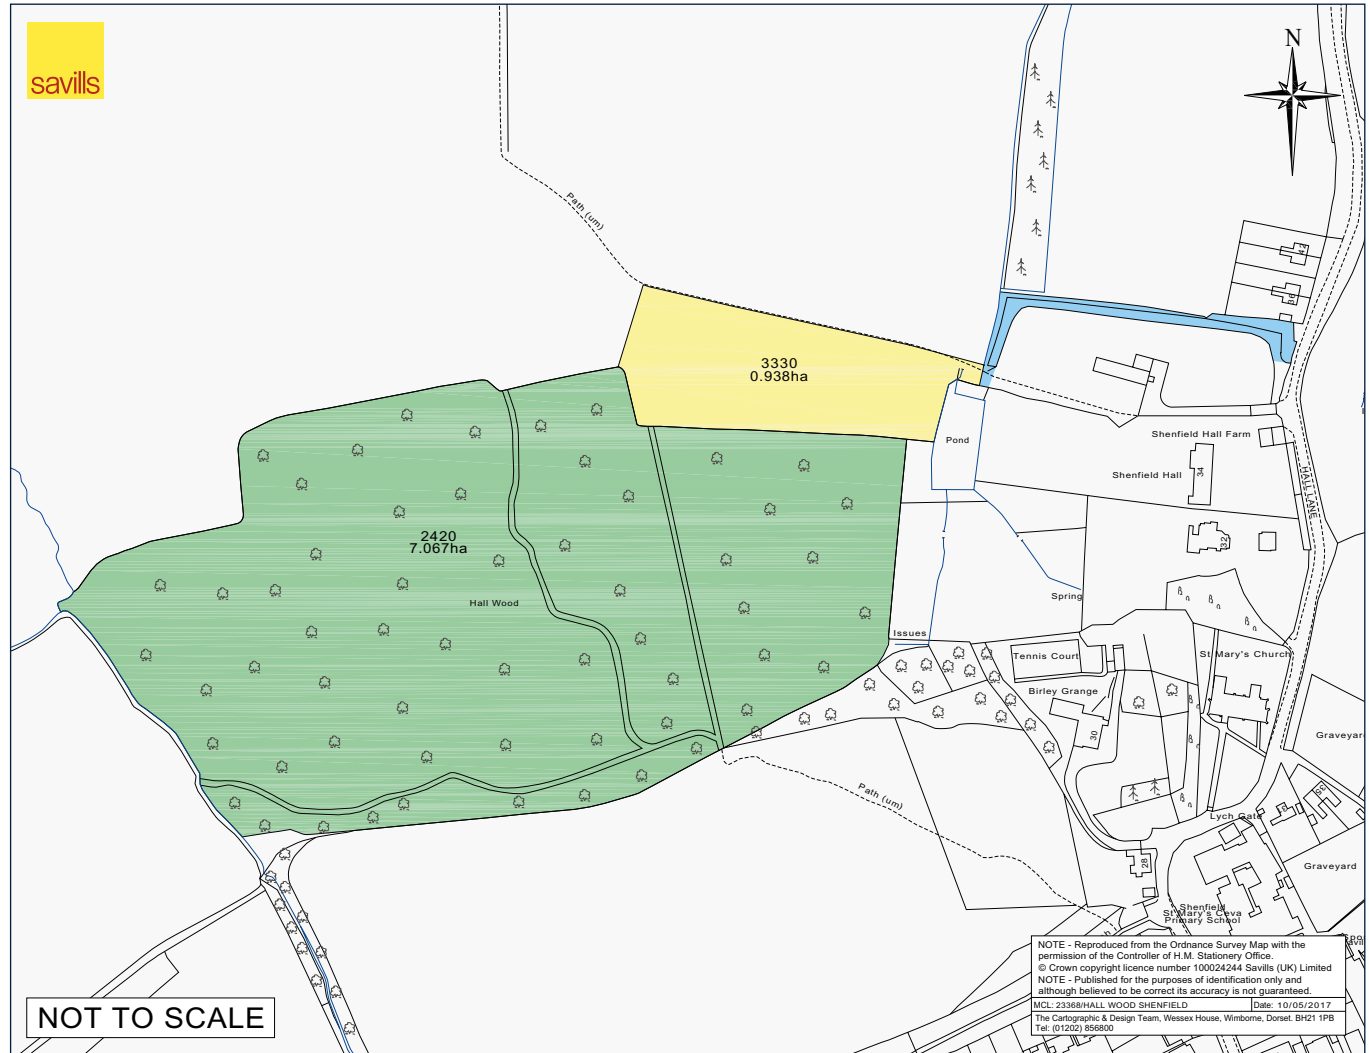 savills
N
Path (um)
42
36
3330
0.938ha
Pond
Shenfield Hall Farm
Shenfield Hall
34
HALL LANE
2420
7.067ha
32
Hall Wood
Spring
Issues
Tennis Court
St Mary's Church
Birley Grange
30
Graveyar
Path (um)
35
Lych Gate
28
Graveyard
Shenfield
St Mary's Ceva
Primary School
NOT TO SCALE
NOTE - Reproduced from the Ordnance Survey Map with the
permission of the Controller of H.M. Stationery Office.
© Crown copyright licence number 100024244 Savills (UK) Limited
NOTE - Published for the purposes of identification only and
although believed to be correct its accuracy is not guaranteed.
MCL: 23368/HALL WOOD SHENFIELD Date: 10/05/2017
The Cartographic & Design Team, Wessex House, Wimborne, Dorset. BH21 1PB
Tel: (01202) 856800